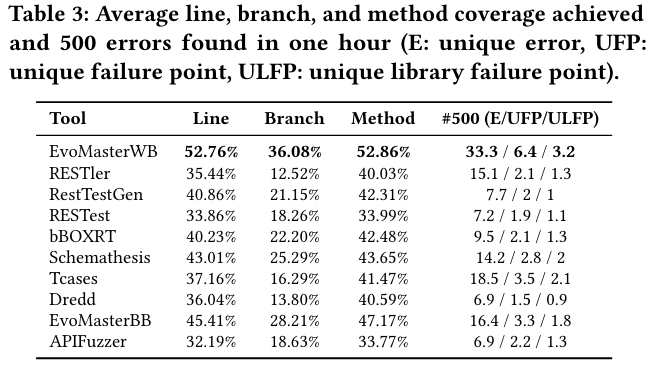 Table 3: Average line, branch, and method coverage achieved
and 500 errors found in one hour (E: unique error, UFP:
unique failure point, ULFP: unique library failure point).
Tool Line Branch Method #500 (E/UFP/ULFP)
EvoMasterWB 52.76% 36.08% 52.86% 33.3 / 6.4 / 3.2
RESTler 35.44% 12.52% 40.03% 15.1 / 2.1 / 1.3
RestTestGen 40.86% 21.15% 42.31% 7.7 / 2 / 1
RESTest 33.86% 18.26% 33.99% 7.2 / 1.9 / 1.1
bBOXRT 40.23% 22.20% 42.48% 9.5 / 2.1 / 1.3
Schemathesis 43.01% 25.29% 43.65% 14.2 / 2.8 / 2
Tcases 37.16% 16.29% 41.47% 18.5 / 3.5 / 2.1
Dredd 36.04% 13.80% 40.59% 6.9 / 1.5 / 0.9
EvoMasterBB 45.41% 28.21% 47.17% 16.4 / 3.3 / 1.8
APIFuzzer 32.19% 18.63% 33.77% 6.9 / 2.2 / 1.3